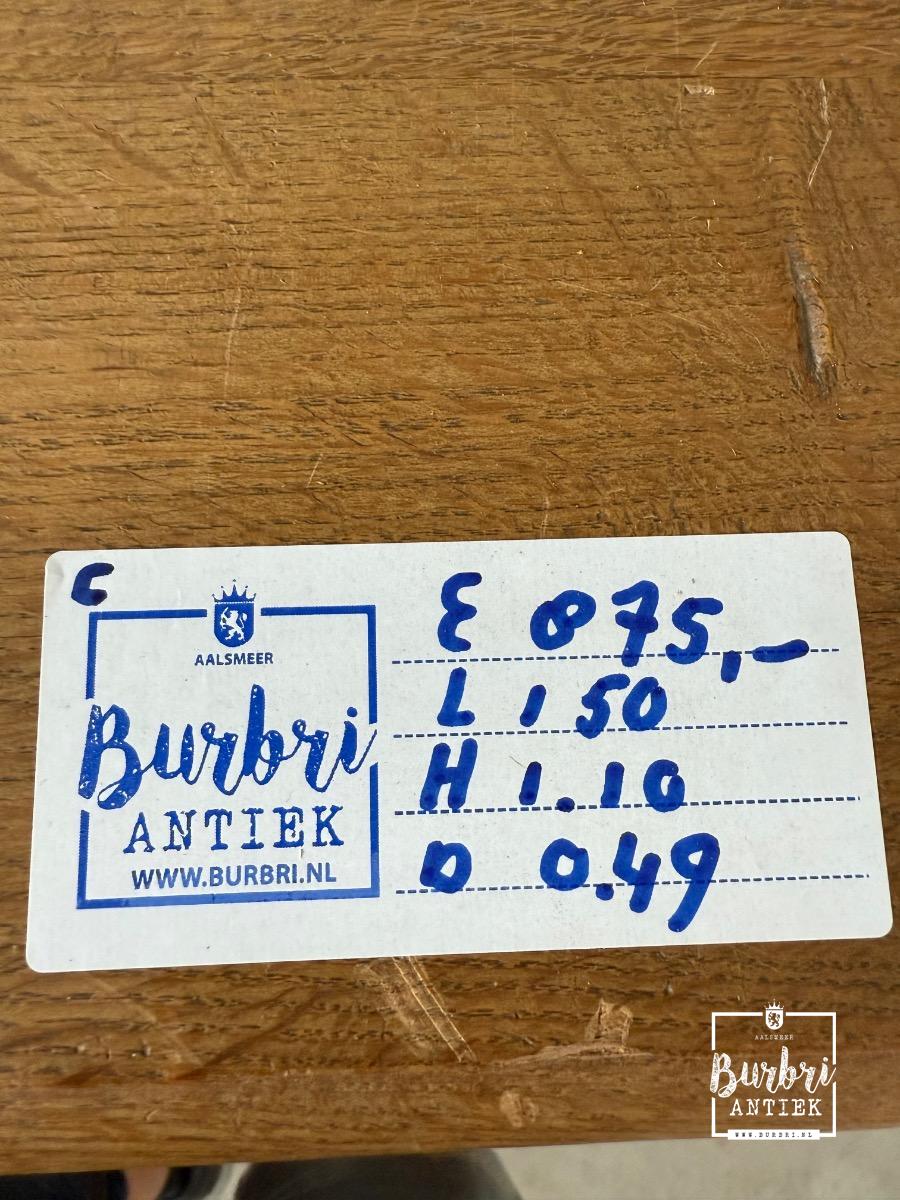 C
AALSMEER
Burbri
ANTIEK
WWW.BURBRI.NL
€ 875,-
L 1 50
H 1.10
D 0.49
AALSMEER
Burbri
ANTIEK
WWW.BURBRI.NL